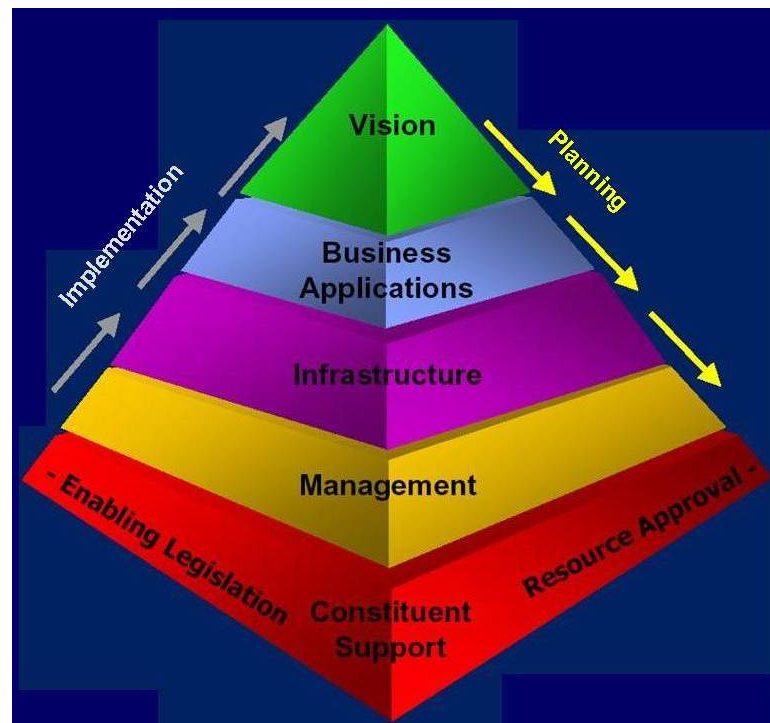 Vision
Implementation
Planning
Business
Applications
Infrastructure
Management
- Enabling Legislation
Resource Approval -
Constituent
Support